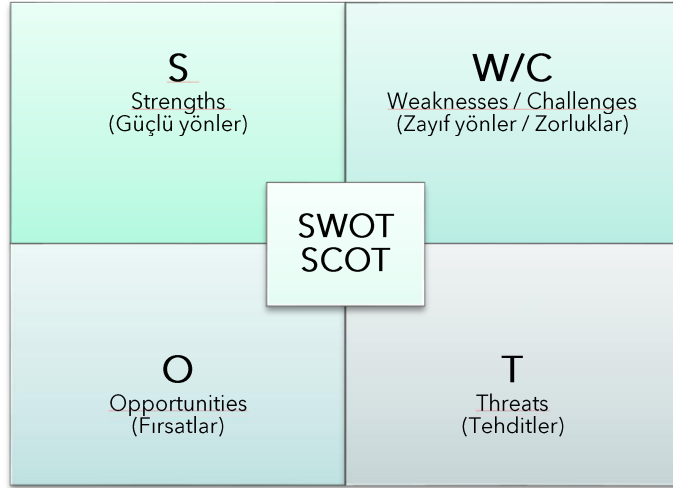 S
Strengths
(Güçlü yönler)
W/C
Weaknesses / Challenges
(Zayıf yönler / Zorluklar)
SWOT
SCOT
O
Opportunities
(Fırsatlar)
T
Threats
(Tehditler)